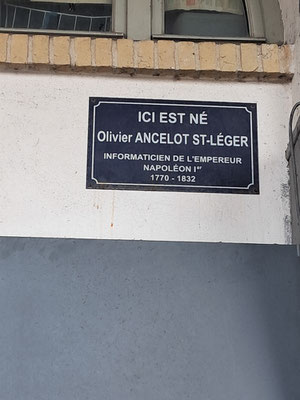 ICI EST NÉ
Olivier ANCELOT ST-LÉGER
INFORMATICIEN DE L'EMPEREUR
NAPOLÉON Iᵉʳ
1770 - 1832